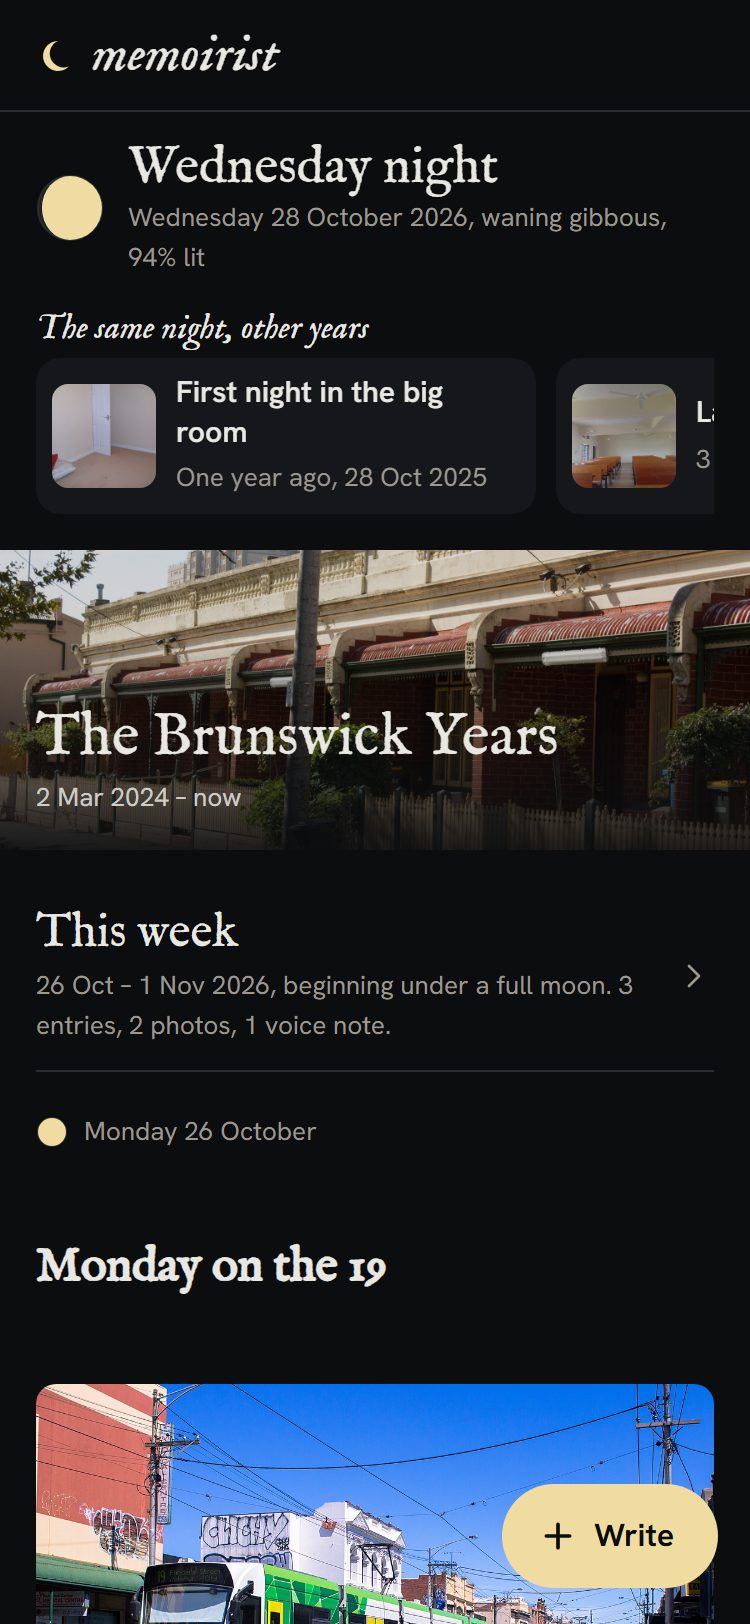 memoirist
Wednesday night
Wednesday 28 October 2026, waning gibbous,
94% lit
The same night, other years
First night in the big
room
One year ago, 28 Oct 2025
3
The Brunswick Years
2 Mar 2024 – now
This week
26 Oct – 1 Nov 2026, beginning under a full moon. 3
entries, 2 photos, 1 voice note.
Monday 26 October
Monday on the 19
19
+ Write